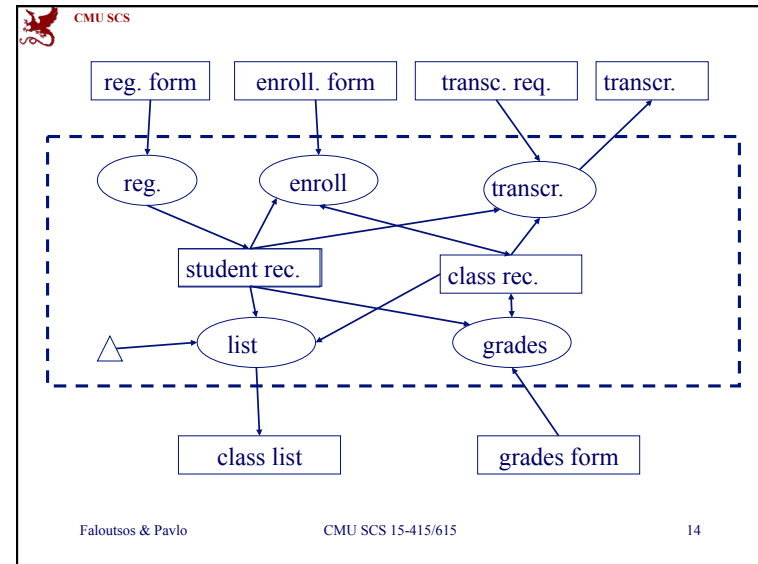 CMU SCS
reg. form enroll. form transc. req. transcr.
reg. enroll transcr.
student rec. class rec.
list grades
class list grades form
Faloutsos & Pavlo CMU SCS 15-415/615 14